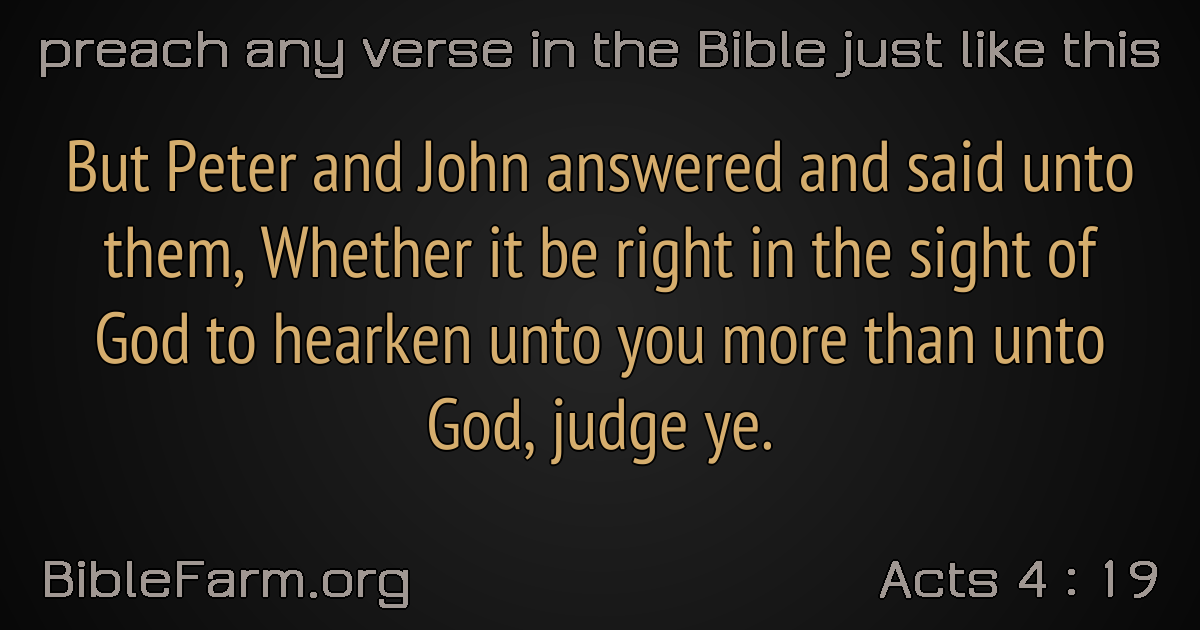 preach any verse in the Bible just like this
But Peter and John answered and said unto
them, Whether it be right in the sight of
God to hearken unto you more than unto
God, judge ye.
BibleFarm.org
Acts 4 : 19